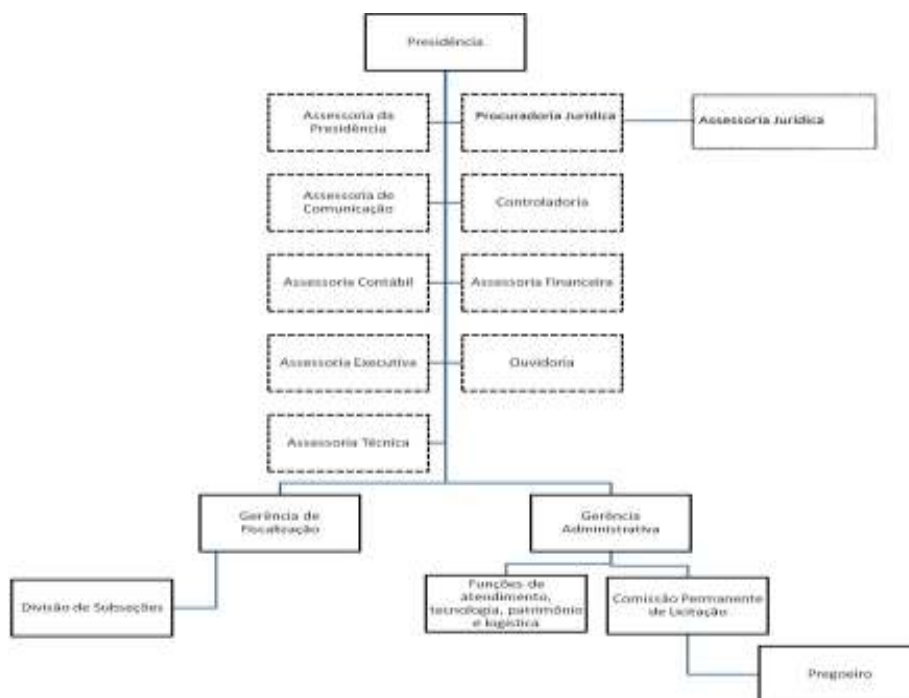 Presidência
Assessoria da
Presidência
Procuradoria Jurídica
Assessoria Jurídica
Assessoria de
Comunicação
Controladoria
Assessoria Contábil
Assessoria Financeira
Assessoria Executiva
Ouvidoria
Assessoria Técnica
Gerência de
Fiscalização
Gerência
Administrativa
Divisão de Subseções
Funções de
atendimento,
tecnologia, patrimônio
e logística
Comissão Permanente
de Licitação
Pregoeiro